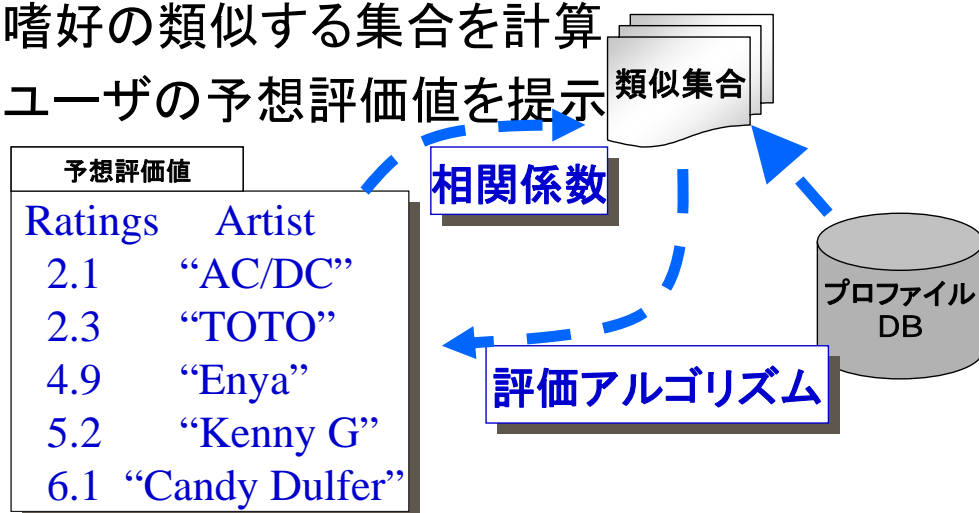 嗜好の類似する集合を計算
ユーザの予想評価値を提示
類似集合
予想評価値
相関係数
Ratings Artist
2.1 “AC/DC”
2.3 “TOTO”
4.9 “Enya”
5.2 “Kenny G”
6.1 “Candy Dulfer”
プロファイル
DB
評価アルゴリズム